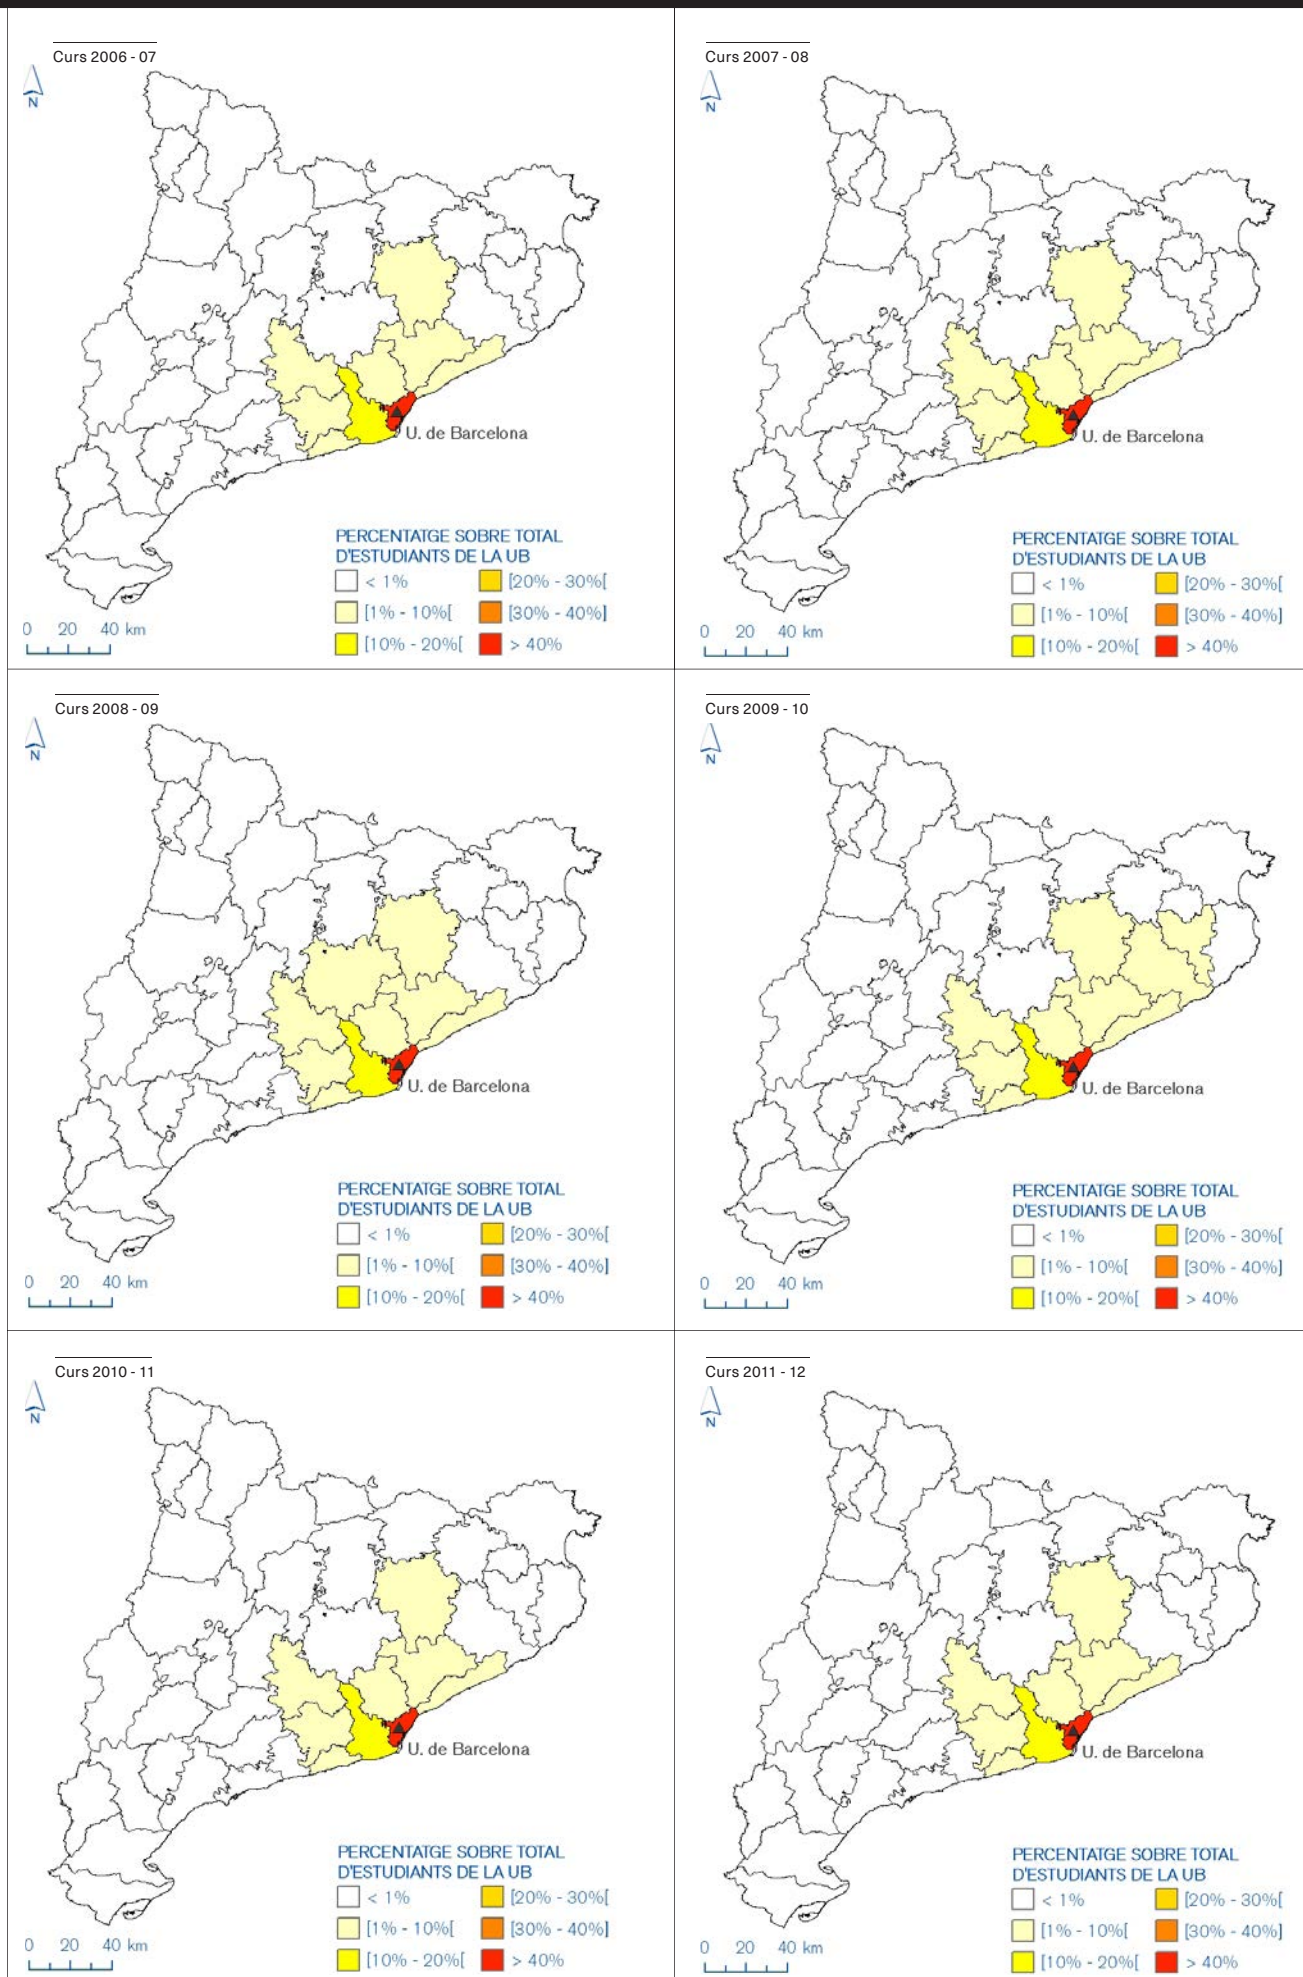 Curs 2006 - 07
N
U. de Barcelona
PERCENTATGE SOBRE TOTAL
D'ESTUDIANTS DE LA UB
< 1% [20% - 30%[
[1% - 10%[ [30% - 40%]
[10% - 20%[ > 40%
0 20 40 km
Curs 2007 - 08
N
U. de Barcelona
PERCENTATGE SOBRE TOTAL
D'ESTUDIANTS DE LA UB
< 1% [20% - 30%[
[1% - 10%[ [30% - 40%]
[10% - 20%[ > 40%
0 20 40 km
Curs 2008 - 09
N
U. de Barcelona
PERCENTATGE SOBRE TOTAL
D'ESTUDIANTS DE LA UB
< 1% [20% - 30%[
[1% - 10%[ [30% - 40%]
[10% - 20%[ > 40%
0 20 40 km
Curs 2009 - 10
N
U. de Barcelona
PERCENTATGE SOBRE TOTAL
D'ESTUDIANTS DE LA UB
< 1% [20% - 30%[
[1% - 10%[ [30% - 40%]
[10% - 20%[ > 40%
0 20 40 km
Curs 2010 - 11
N
U. de Barcelona
PERCENTATGE SOBRE TOTAL
D'ESTUDIANTS DE LA UB
< 1% [20% - 30%[
[1% - 10%[ [30% - 40%]
[10% - 20%[ > 40%
0 20 40 km
Curs 2011 - 12
N
U. de Barcelona
PERCENTATGE SOBRE TOTAL
D'ESTUDIANTS DE LA UB
< 1% [20% - 30%[
[1% - 10%[ [30% - 40%]
[10% - 20%[ > 40%
0 20 40 km